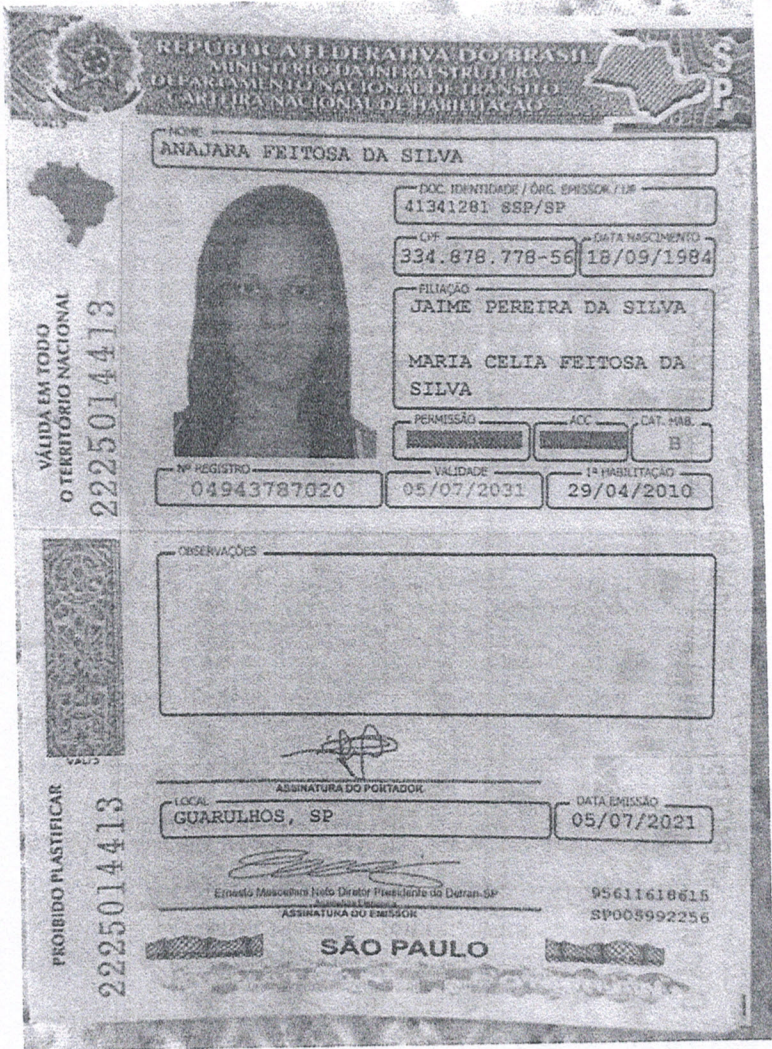 REPÚBLICA FEDERATIVA DO BRASIL
MINISTÉRIO DA INFRAESTRUTURA
DEPARTAMENTO NACIONAL DE TRÂNSITO
CARTEIRA NACIONAL DE HABILITAÇÃO
SP
NOME
ANAJARA FEITOSA DA SILVA
DOC. IDENTIDADE / ÓRG. EMISSOR / UF
41341281 SSP/SP
CPF
334.878.778-56
DATA NASCIMENTO
18/09/1984
FILIAÇÃO
JAIME PEREIRA DA SILVA
MARIA CELIA FEITOSA DA
SILVA
PERMISSÃO
ACC
CAT. HAB.
B
Nº REGISTRO
04943787020
VALIDADE
05/07/2031
1ª HABILITAÇÃO
29/04/2010
VÁLIDA EM TODO
O TERRITÓRIO NACIONAL
2225014413
OBSERVAÇÕES
ASSINATURA DO PORTADOR
LOCAL
GUARULHOS, SP
DATA EMISSÃO
05/07/2021
Ernesto Mascellani Neto Diretor Presidente do Detran-SP
ASSINATURA DO EMISSOR
95611618615
SP005992256
PROIBIDO PLASTIFICAR
2225014413
SÃO PAULO